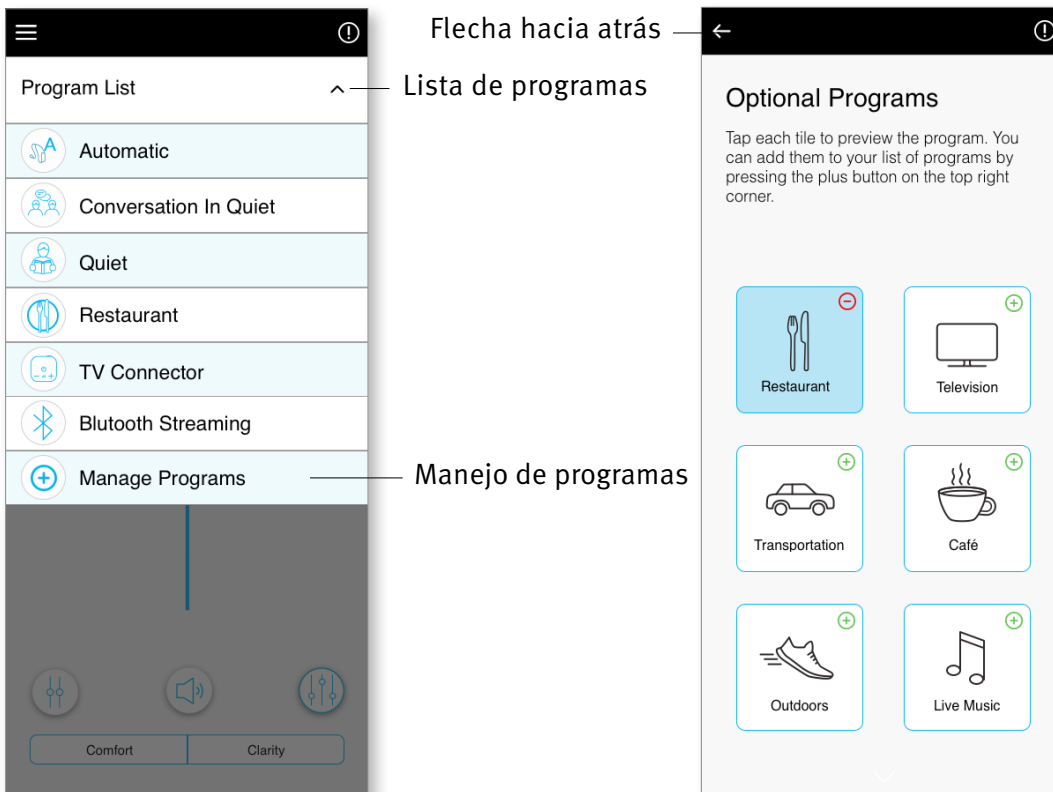 Flecha hacia atrás
Program List
Lista de programas
A
Automatic
Conversation In Quiet
Quiet
Restaurant
TV Connector
Blutooth Streaming
Manage Programs
Manejo de programas
Comfort
Clarity
Optional Programs
Tap each tile to preview the program. You
can add them to your list of programs by
pressing the plus button on the top right
corner.
Restaurant
Television
Transportation
Café
Outdoors
Live Music